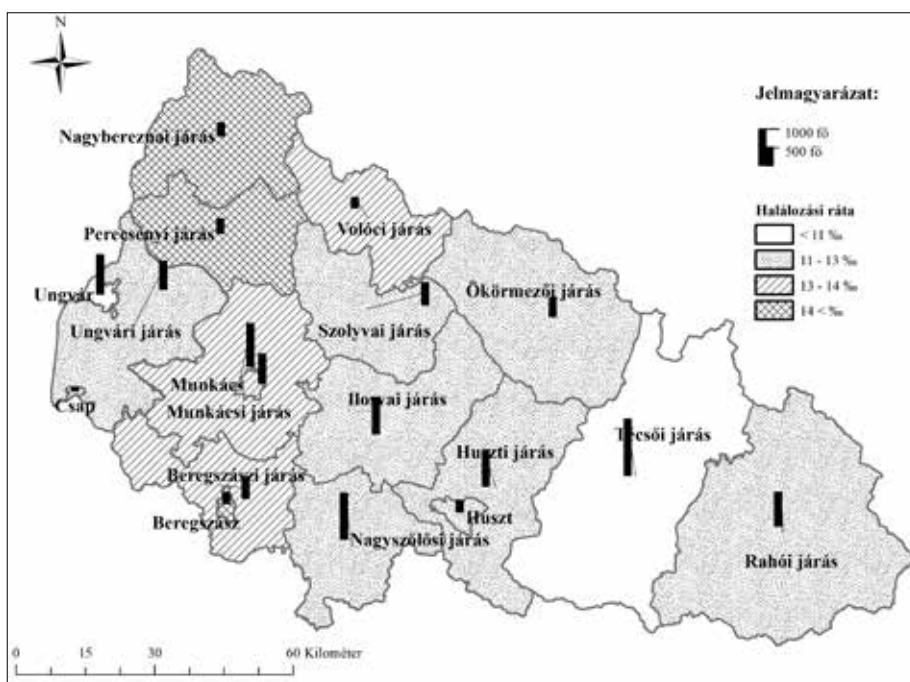 N
Jelmagyarázat:
1000 fő
500 fő
Halálozási ráta
< 11 ‰
11 - 13 ‰
13 - 14 ‰
14 < ‰
Nagybereznai járás
Perecsenyi járás
Volóci járás
Ungvár
Ungvári járás
Szolyvai járás
Ökörmezői járás
Csap
Munkács
Munkácsi járás
Ilosvai járás
Huszti járás
Técsői járás
Beregszászi járás
Beregszász
Huszt
Nagyszőlősi járás
Rahói járás
0 15 30 60 Kilométer